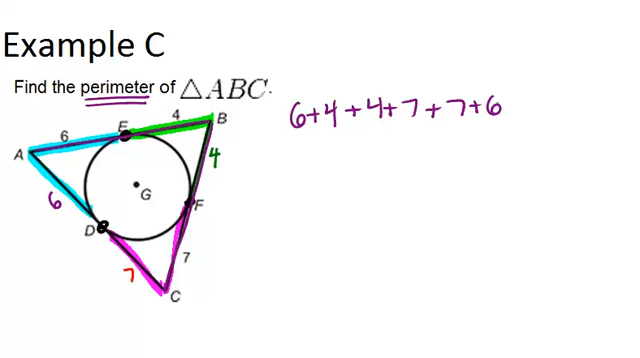 Example C
Find the perimeter of △ABC.
6+4+4+7+7+6
E
4
B
6
A
4
G
6
F
D
7
7
C